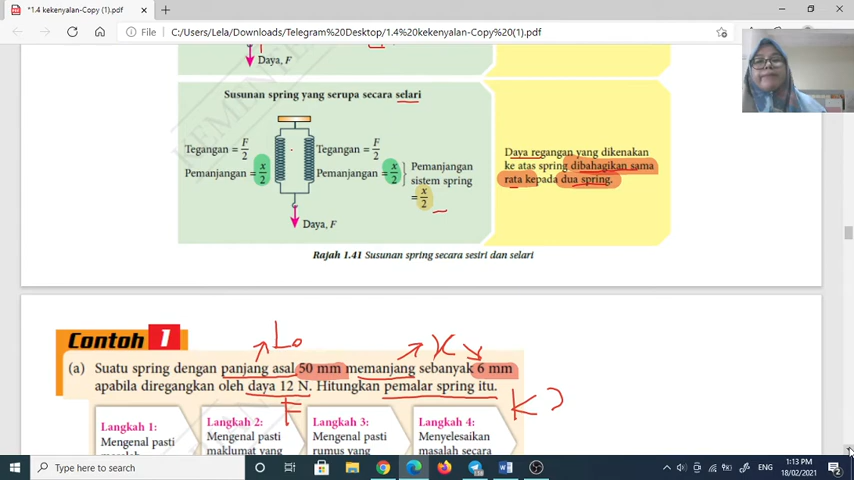 *1.4 kekenyalan-Copy (1).pdf
C:/Users/Lela/Downloads/Telegram%20Desktop/1.4%20kekenyalan-Copy%20(1).pdf
Daya, F
Susunan spring yang serupa secara selari
Tegangan = F/2
Pemanjangan = x/2
Tegangan = F/2
Pemanjangan = x/2
Pemanjangan
sistem spring
= x/2
Daya, F
Daya regangan yang dikenakan
ke atas spring dibahagikan sama
rata kepada dua spring.
Rajah 1.41 Susunan spring secara sesiri dan selari
Contoh 1
Lo
x
(a) Suatu spring dengan panjang asal 50 mm memanjang sebanyak 6 mm
apabila diregangkan oleh daya 12 N. Hitungkan pemalar spring itu.
F
K
Langkah 1:
Mengenal pasti
Langkah 2:
Mengenal pasti
maklumat yang
Langkah 3:
Mengenal pasti
rumus yang
Langkah 4:
Menyelesaikan
masalah secara
Type here to search
ENG
1:13 PM
18/02/2021
2